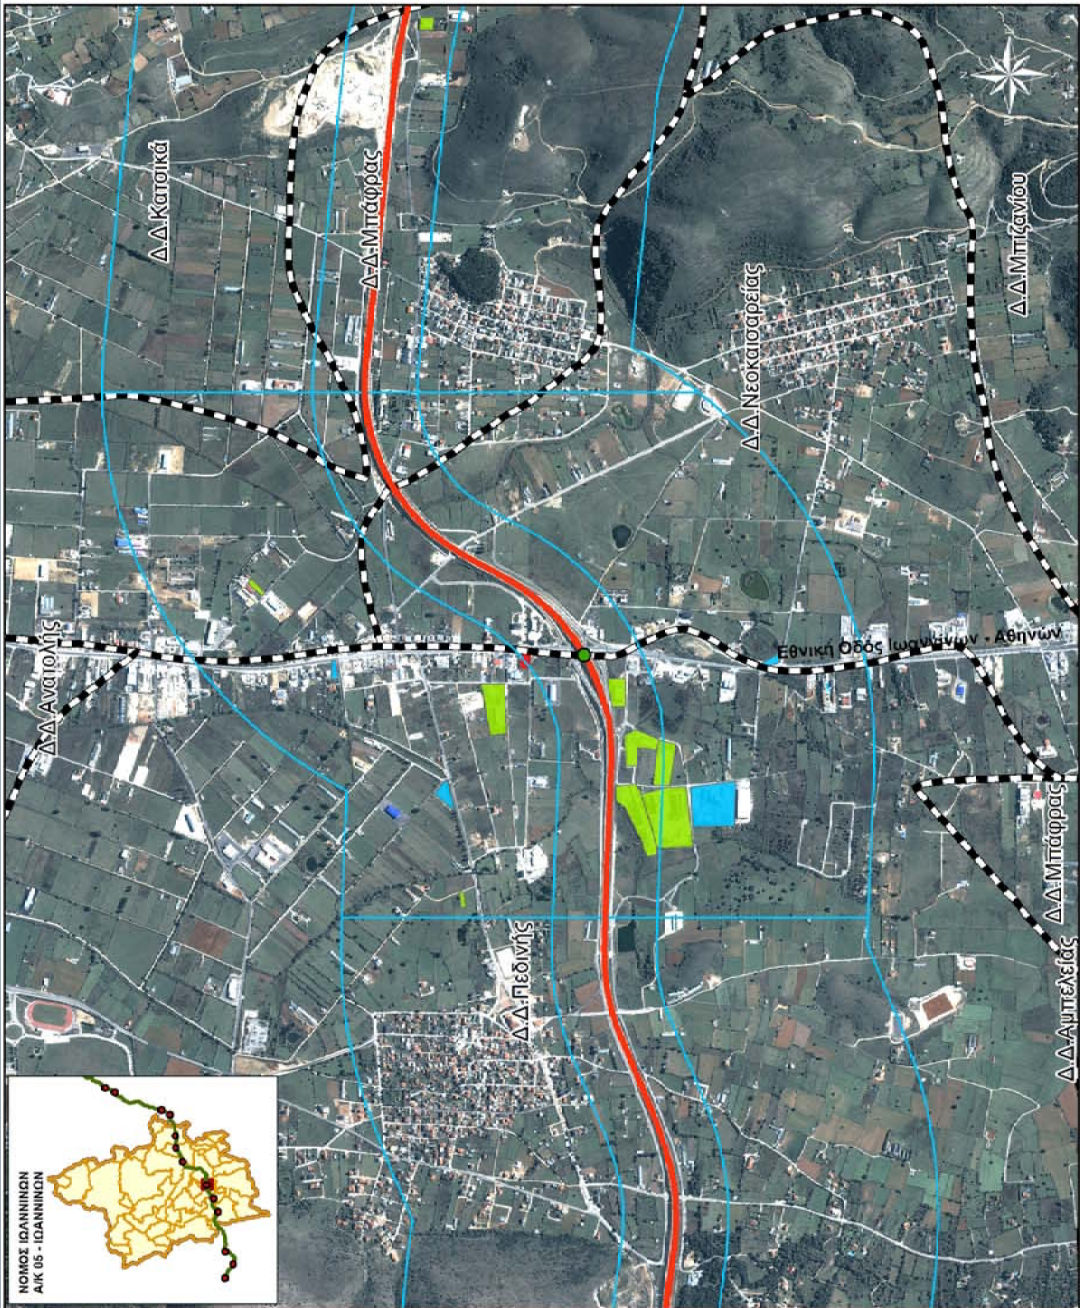 Δ.Δ.Κατσικά
Δ.Δ.Μπάφρας
Δ.Δ.Μπιζανίου
Δ.Δ.Νεοκαισαρείας
Δ.Δ.Ανατολής
Εθνική Οδός Ιωαννίνων - Αθηνών
Δ.Δ.Μπάφρας
Δ.Δ.Πεδινής
Δ.Δ.Αμπελείας
ΝΟΜΟΣ ΙΩΑΝΝΙΝΩΝ
Α/Κ 05 - ΙΩΑΝΝΙΝΩΝ